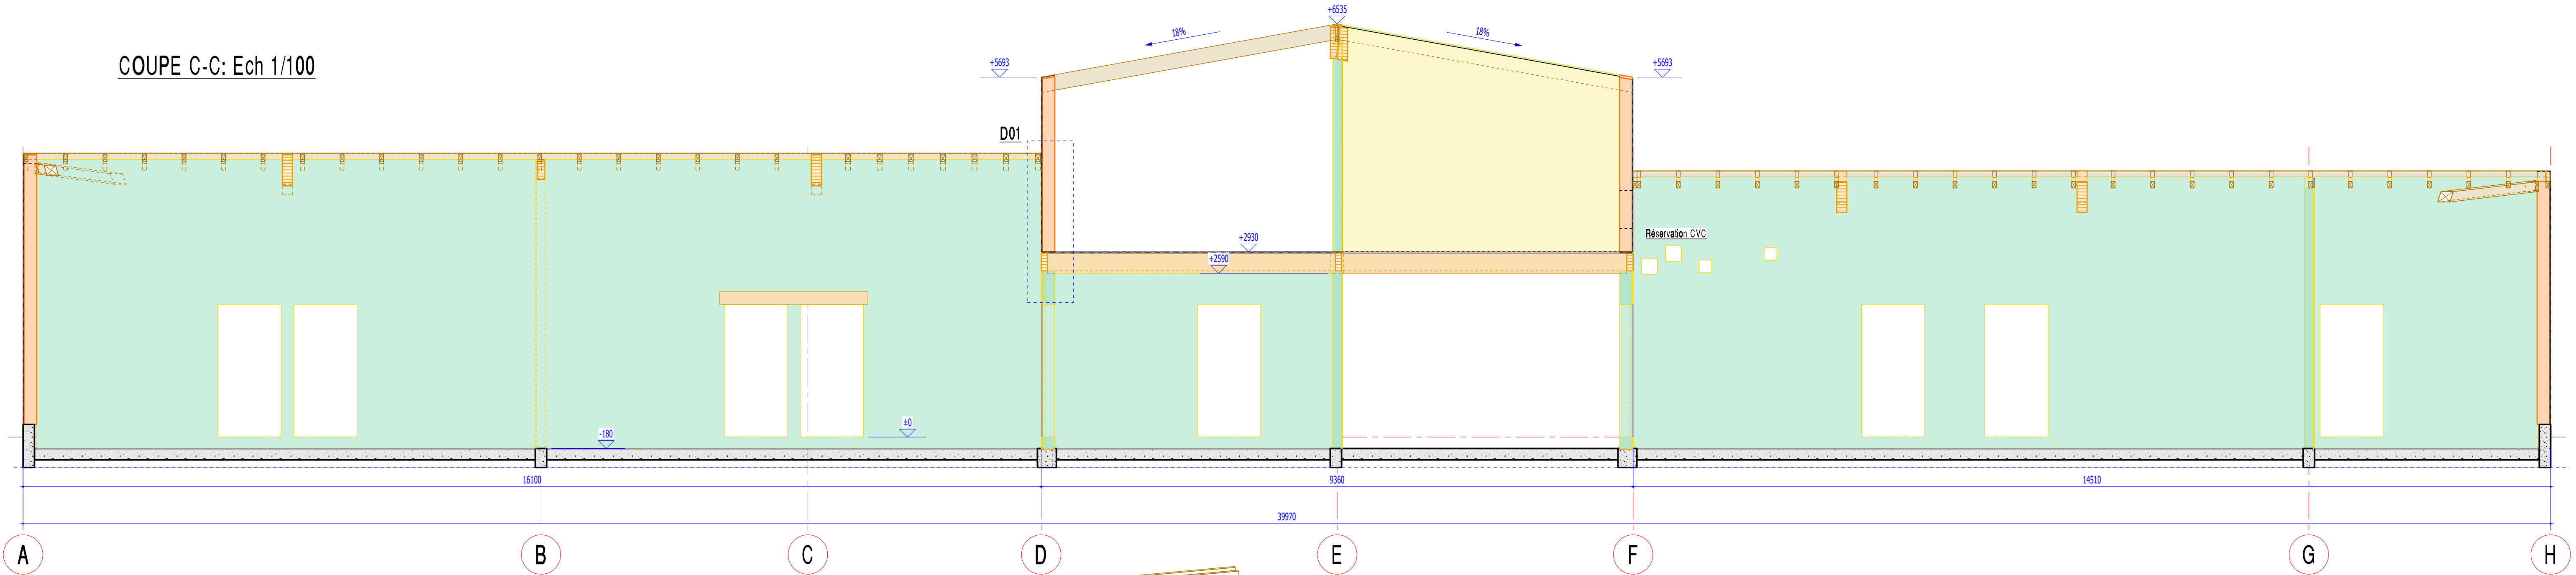 +6535
18%
18%
COUPE C-C: Ech 1/100
+5693
+5693
D01
Réservation CVC
+2930
+2590
±0
-180
16100
9360
14510
39970
A
B
C
D
E
F
G
H